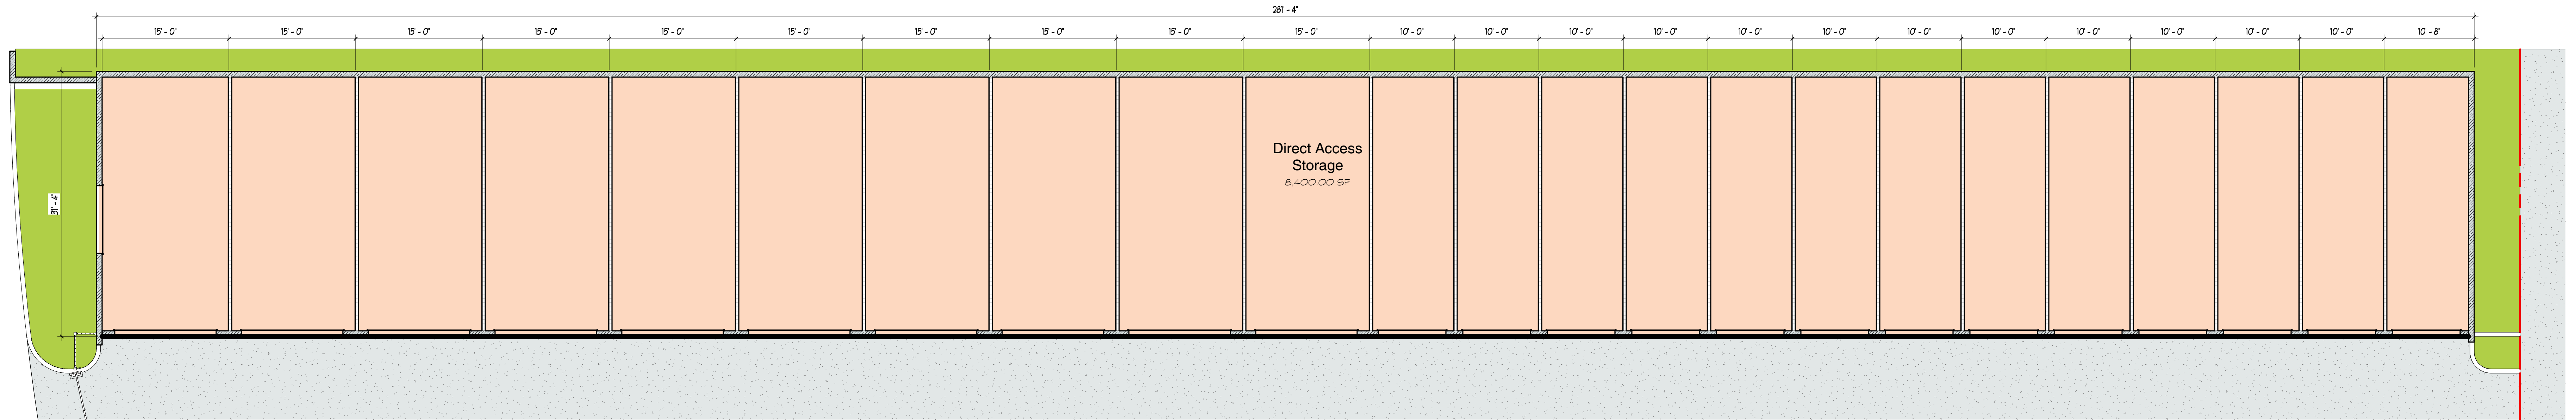 281' - 4"
15' - 0"
15' - 0"
15' - 0"
15' - 0"
15' - 0"
15' - 0"
15' - 0"
15' - 0"
15' - 0"
15' - 0"
10' - 0"
10' - 0"
10' - 0"
10' - 0"
10' - 0"
10' - 0"
10' - 0"
10' - 0"
10' - 0"
10' - 0"
10' - 0"
10' - 0"
10' - 8"
31' - 4"
Direct Access
Storage
8,400.00 SF